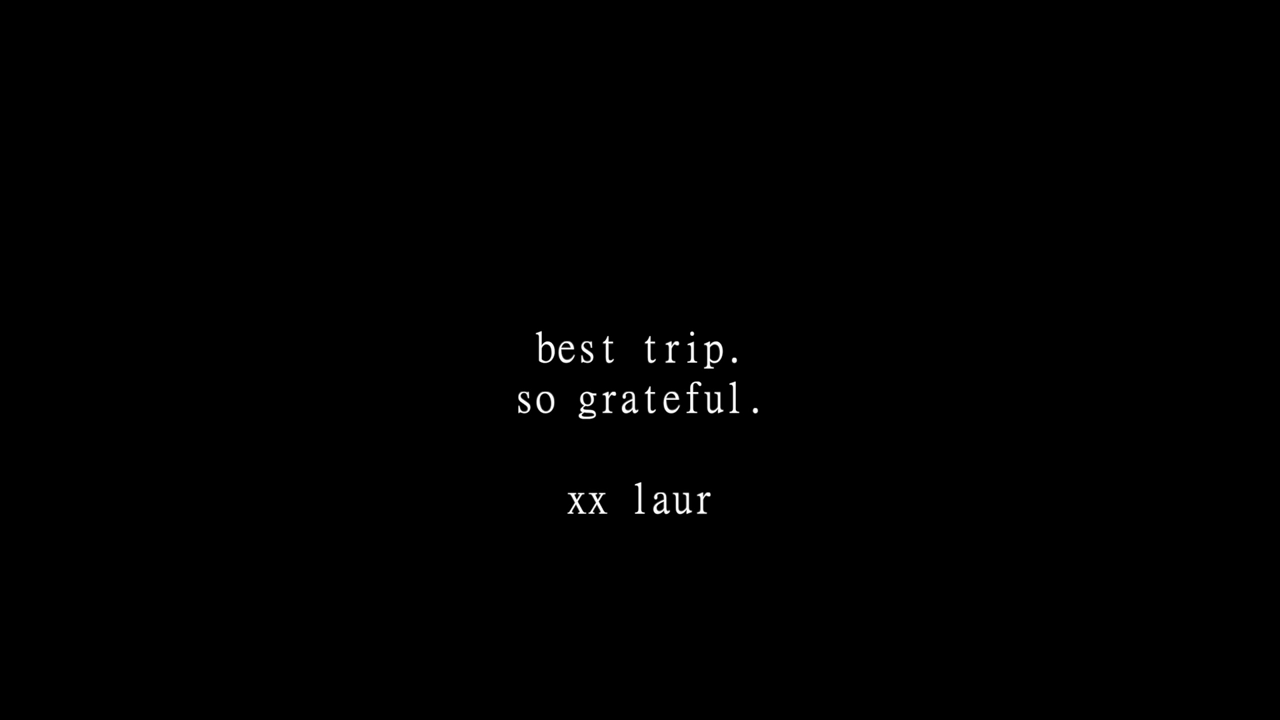 best trip.
so grateful.
xx laur